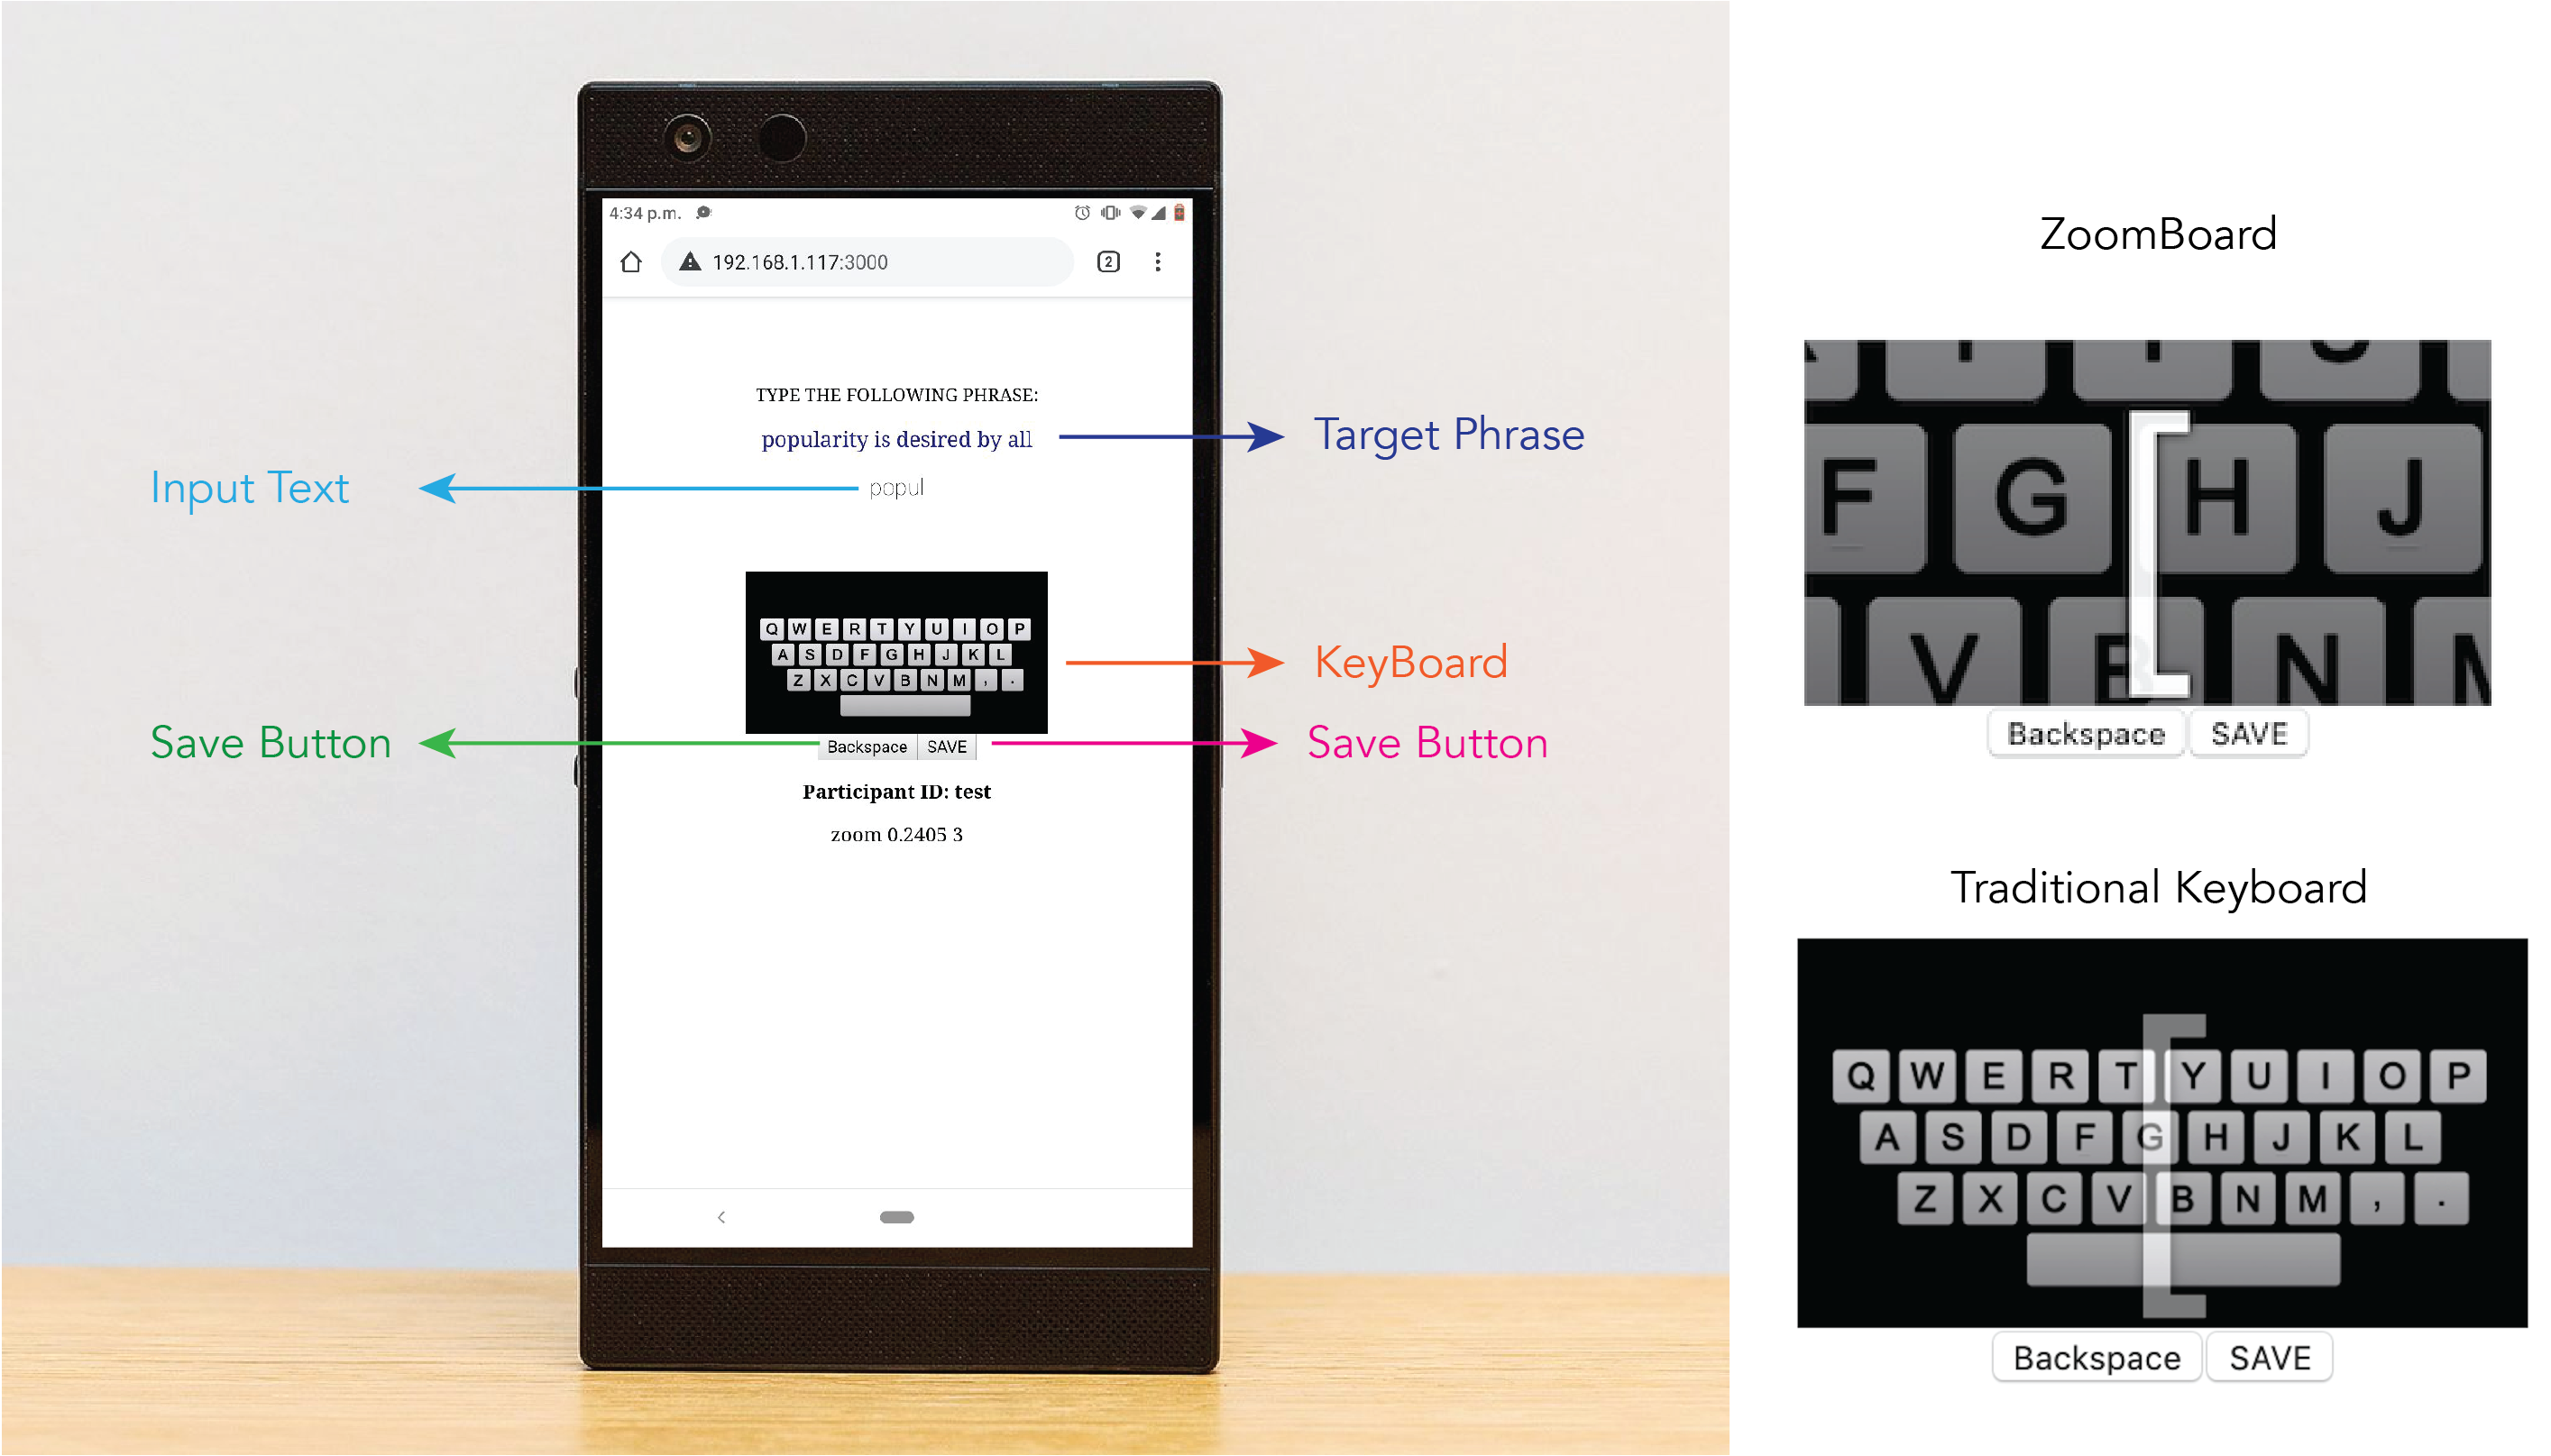 4:34 p.m.
192.168.1.117:3000
2
TYPE THE FOLLOWING PHRASE:
popularity is desired by all
popul
Target Phrase
Input Text
Q W E R T Y U I O P
A S D F G H J K L
Z X C V B N M , .
KeyBoard
Save Button
Backspace SAVE
Save Button
Participant ID: test
zoom 0.2405 3
ZoomBoard
F G H J
V B N M
Backspace SAVE
Traditional Keyboard
Q W E R T Y U I O P
A S D F G H J K L
Z X C V B N M , .
[
Backspace SAVE